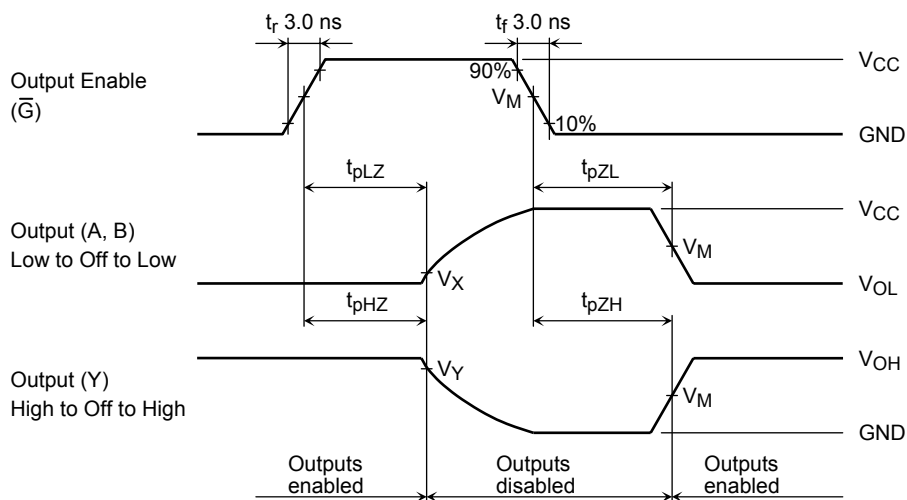 tr 3.0 ns
tf 3.0 ns
Output Enable
(G̅)
90%
VM
10%
VCC
GND
tpLZ
tpZL
Output (A, B)
Low to Off to Low
VX
VM
VCC
VOL
tpHZ
tpZH
Output (Y)
High to Off to High
VY
VM
VOH
GND
Outputs
enabled
Outputs
disabled
Outputs
enabled